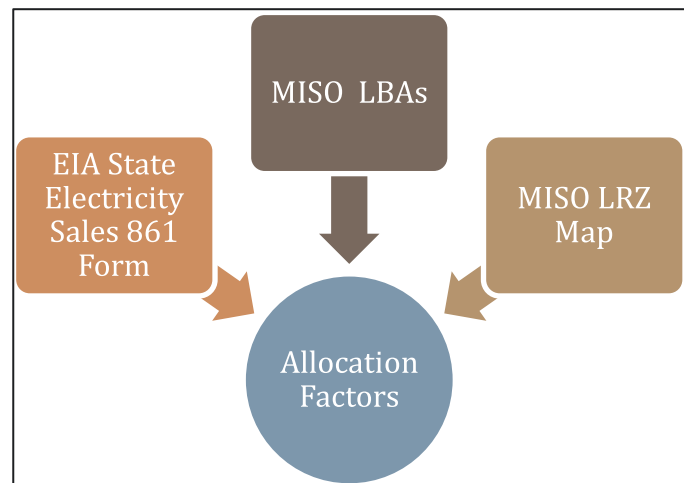 MISO  LBAs
EIA State
Electricity
Sales 861
Form
MISO LRZ
Map
Allocation
Factors